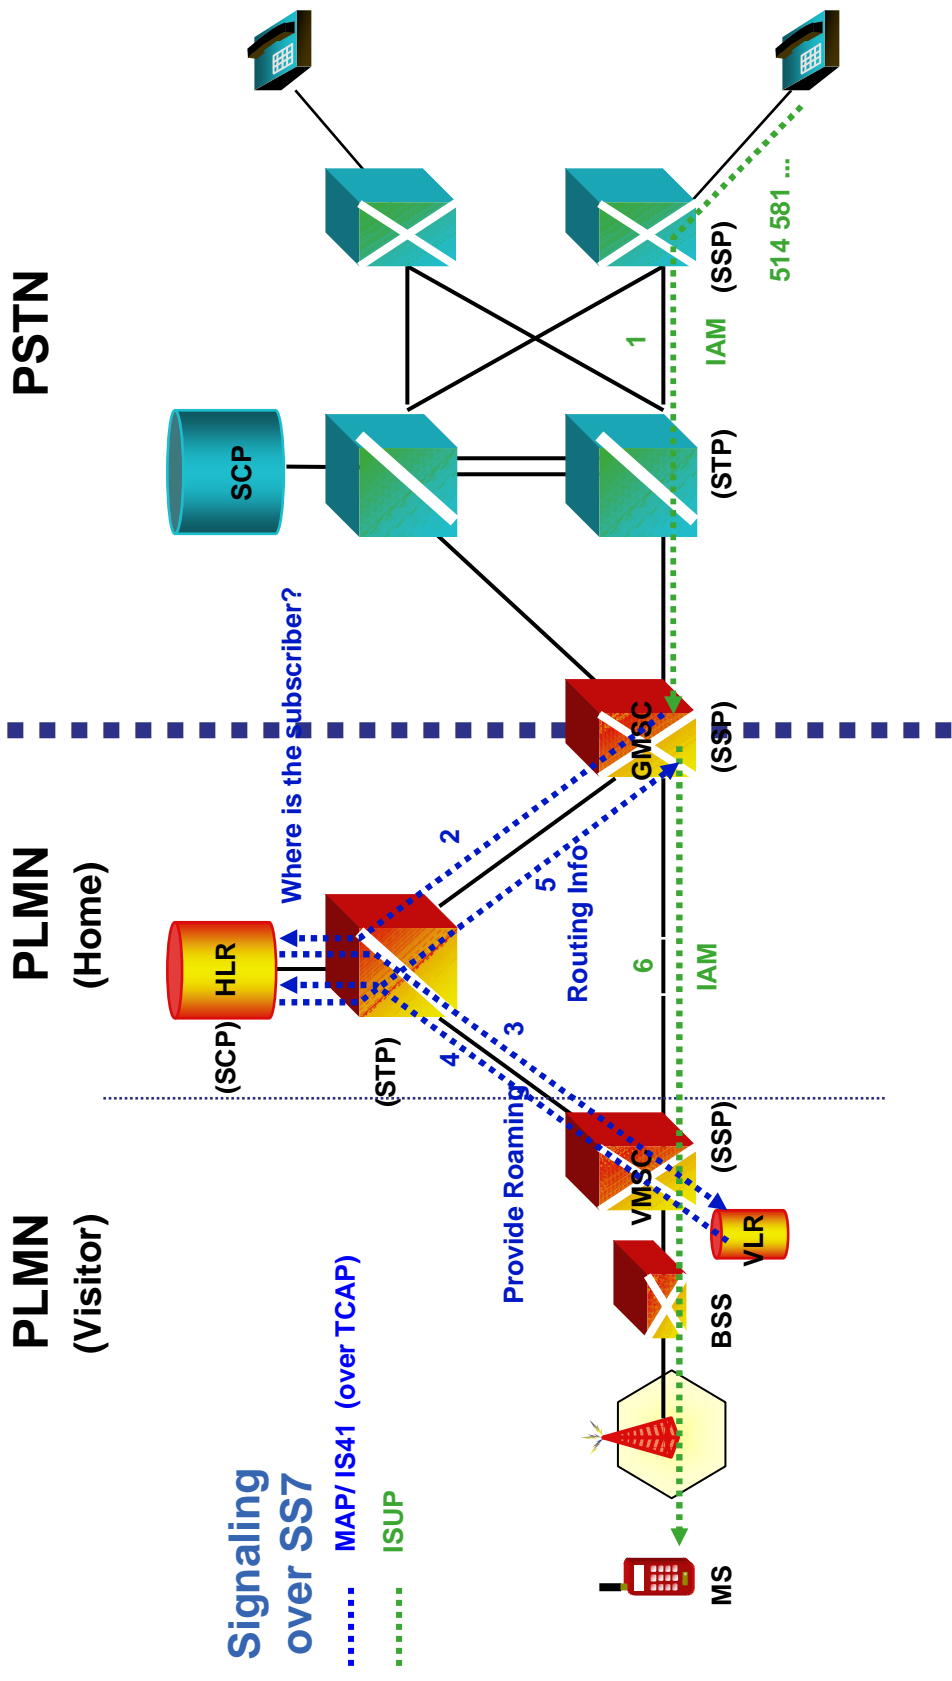 PLMN
(Visitor)
PLMN
(Home)
PSTN
Signaling
over SS7
MAP/ IS41 (over TCAP)
ISUP
HLR
(SCP)
(STP)
Where is the subscriber?
SCP
2
3
4
5
Provide Roaming
Routing Info
6
IAM
1
IAM
VMSC
(SSP)
GMSC
(SSP)
(STP)
(SSP)
514 581 ...
MS
BSS
VLR